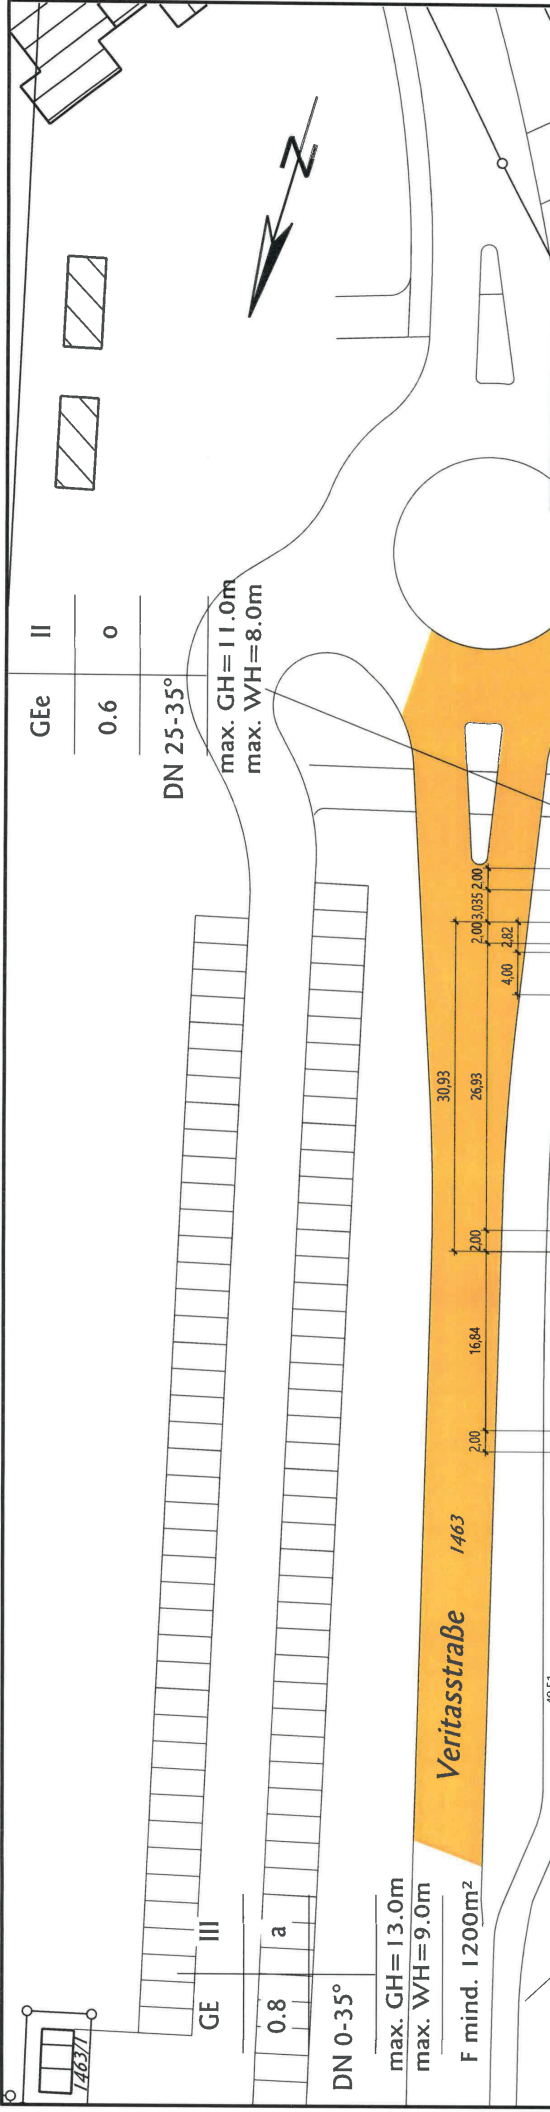 N
GEe II
0.6 o
DN 25-35°
max. GH=11.0m
max. WH=8.0m
2,00 3,035 2,00
2,82
4,00
30,93
26,93
2,00
16,84
2,00
Veritasstraße 1463
GE III
0.8 a
DN 0-35°
max. GH=13.0m
max. WH=9.0m
F mind. 1200m²
1463/1